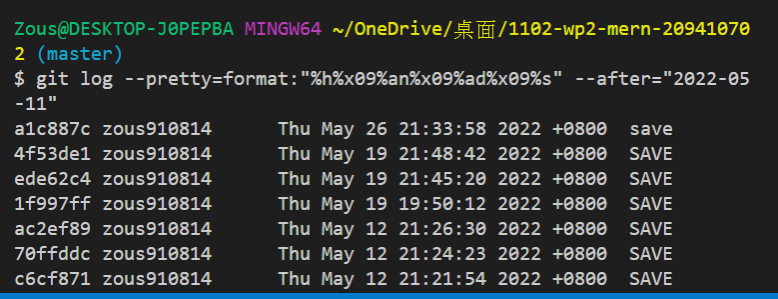 Zous@DESKTOP-J0PEPBA MINGW64 ~/OneDrive/桌面/1102-wp2-mern-20941070
2 (master)
$ git log --pretty=format:"%h%x09%an%x09%ad%x09%s" --after="2022-05
-11"
a1c887c zous910814      Thu May 26 21:33:58 2022 +0800  save
4f53de1 zous910814      Thu May 19 21:48:42 2022 +0800  SAVE
ede62c4 zous910814      Thu May 19 21:45:20 2022 +0800  SAVE
1f997ff zous910814      Thu May 19 19:50:12 2022 +0800  SAVE
ac2ef89 zous910814      Thu May 12 21:26:30 2022 +0800  SAVE
70ffddc zous910814      Thu May 12 21:24:23 2022 +0800  SAVE
c6cf871 zous910814      Thu May 12 21:21:54 2022 +0800  SAVE